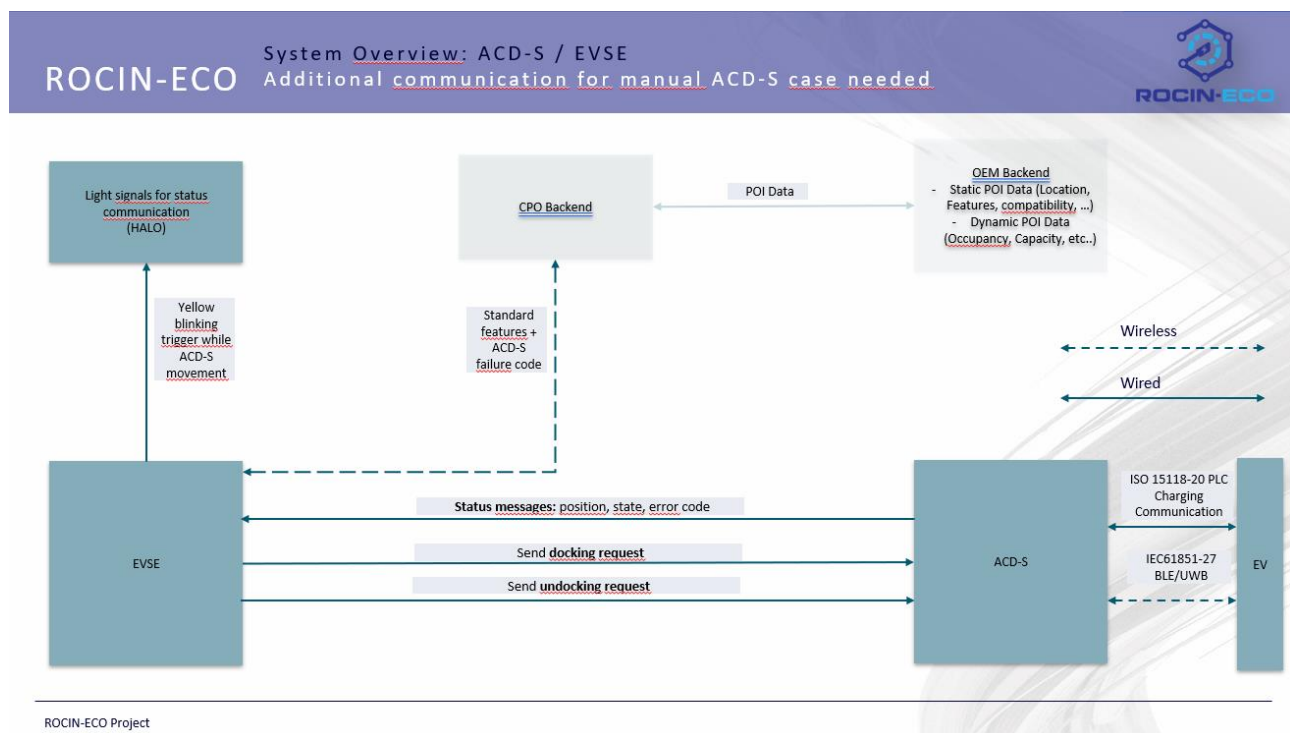 System Overview: ACD-S / EVSE
ROCIN-ECO
Additional communication for manual ACD-S case needed
ROCIN-ECO
Light signals for status
communication
(HALO)
CPO Backend
POI Data
OEM Backend
- Static POI Data (Location,
Features, compatibility, ...)
- Dynamic POI Data
(Occupancy, Capacity, etc..)
Yellow
blinking
trigger while
ACD-S
movement
Standard
features +
ACD-S
failure code
Wireless
Wired
Status messages: position, state, error code
Send docking request
Send undocking request
EVSE
ACD-S
ISO 15118-20 PLC
Charging
Communication
IEC61851-27
BLE/UWB
EV
ROCIN-ECO Project